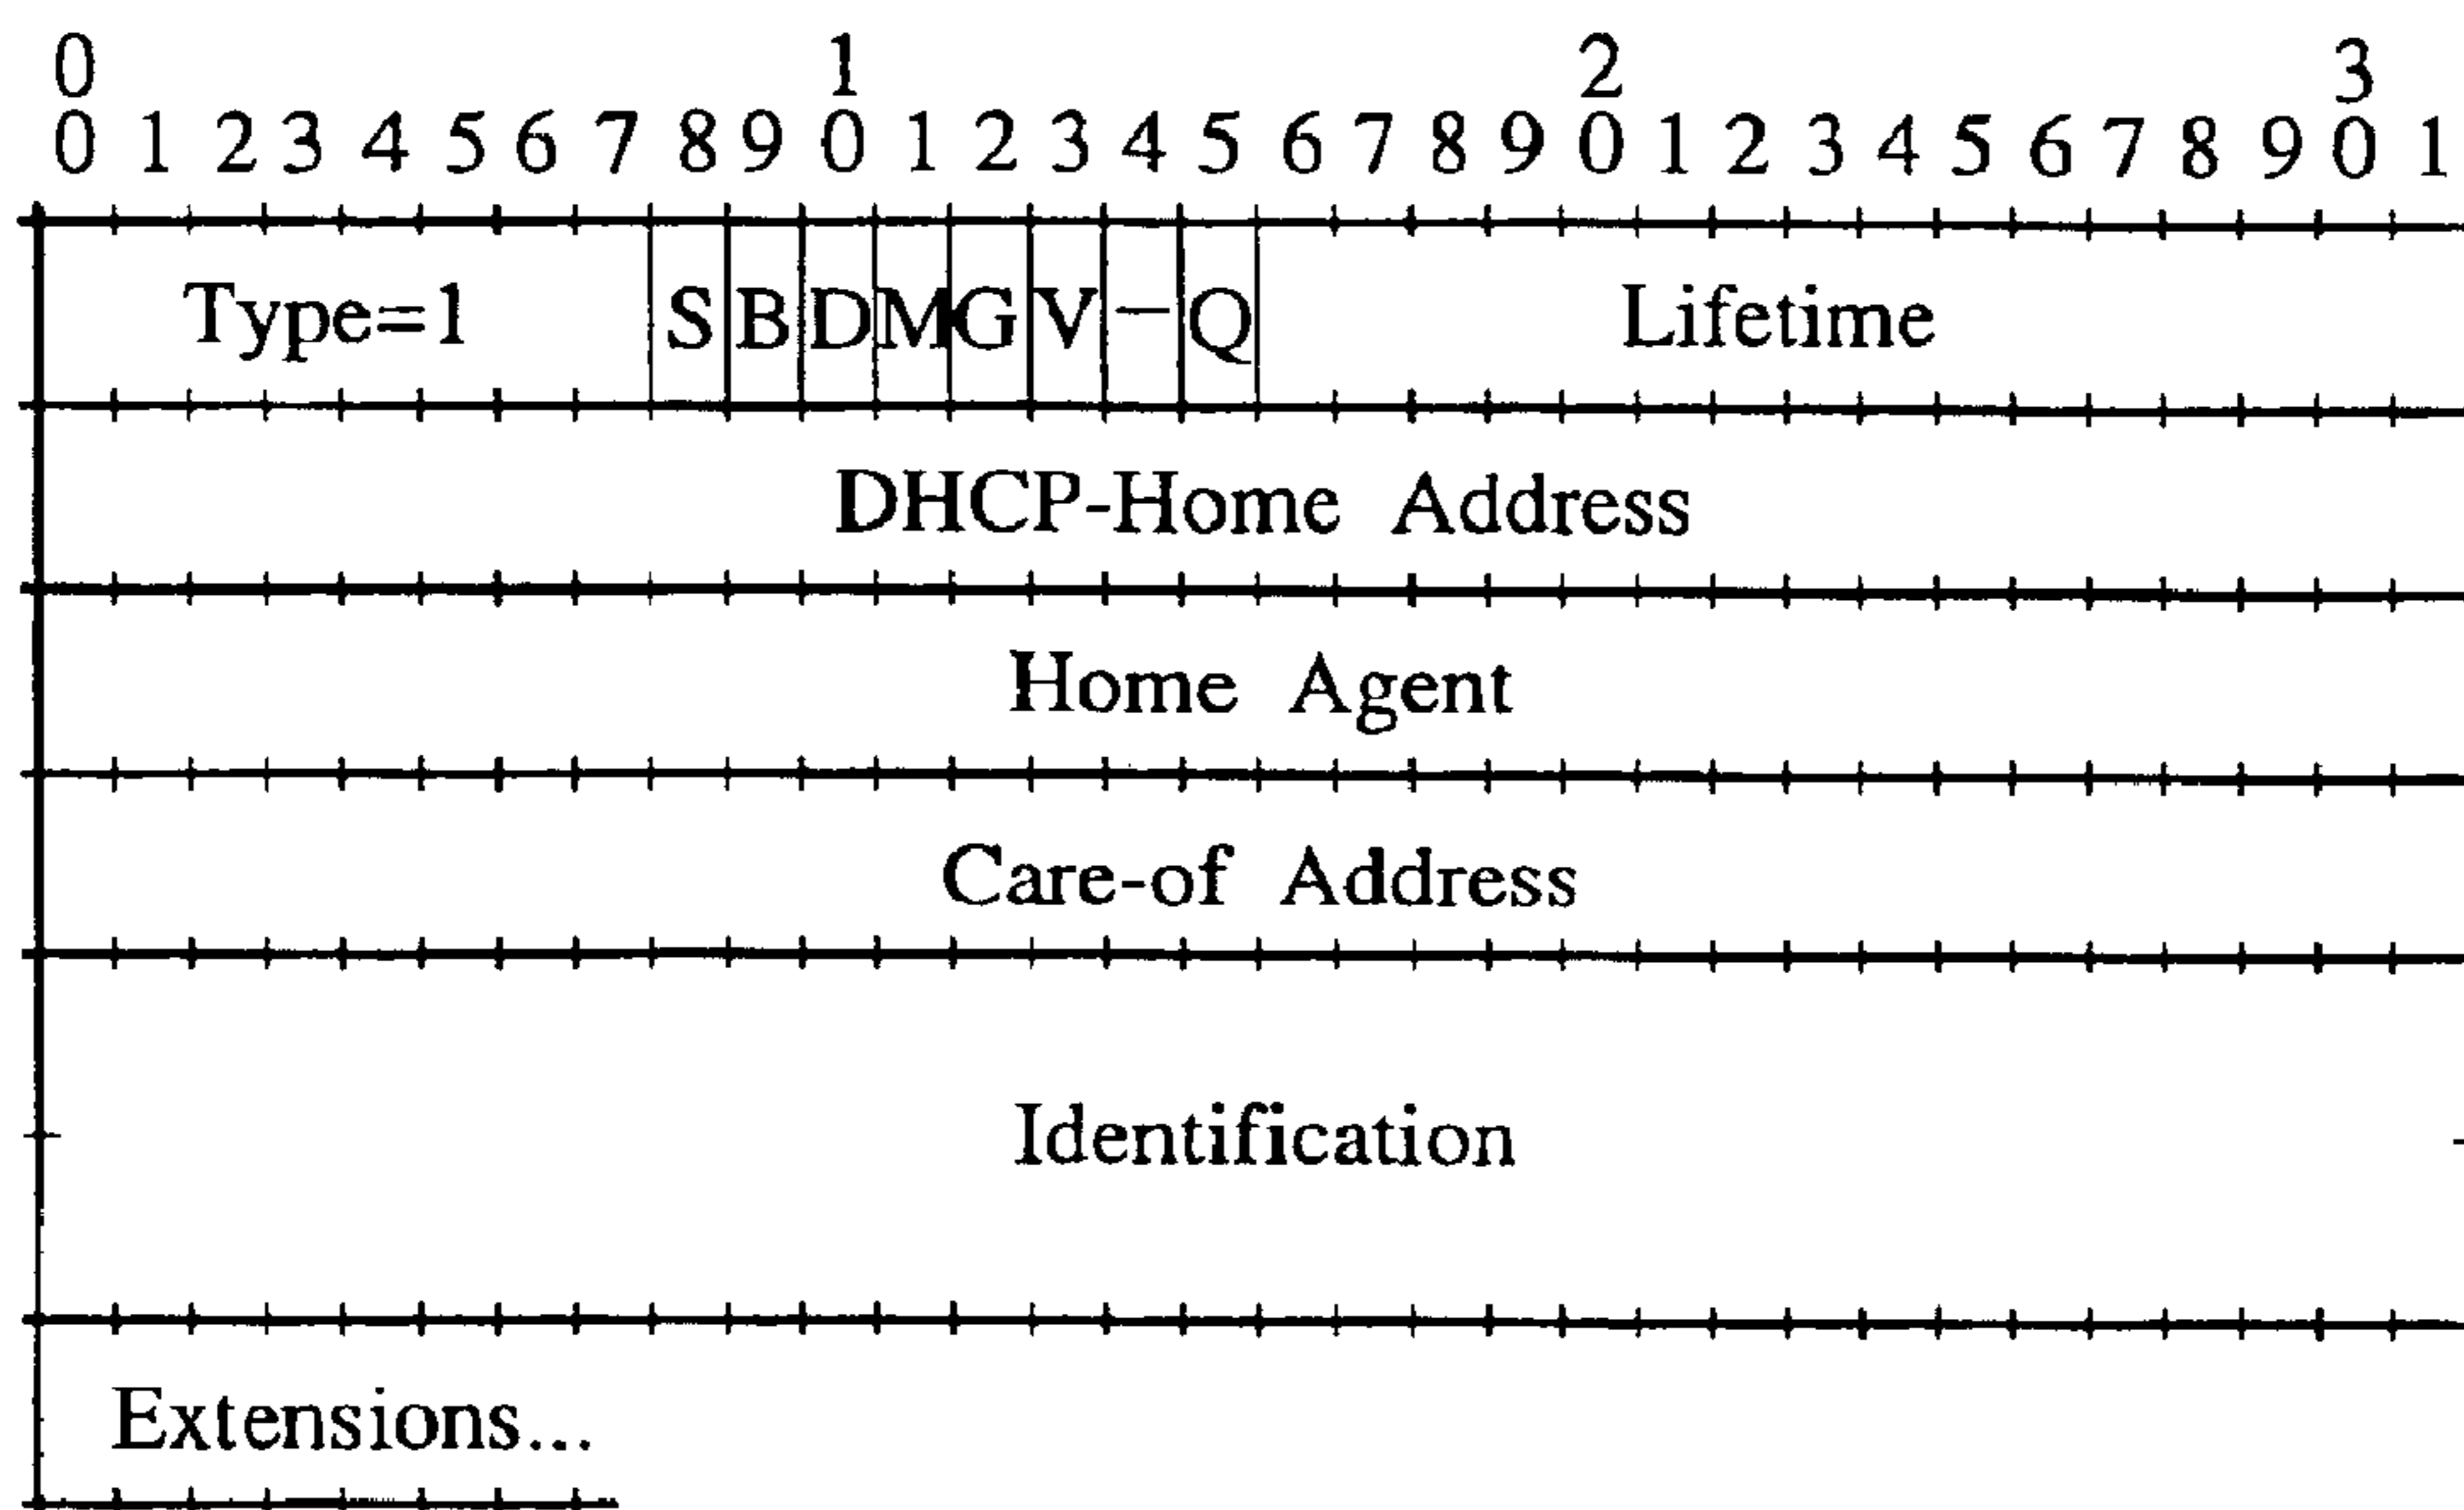 0 1 2 3
0 1 2 3 4 5 6 7 8 9 0 1 2 3 4 5 6 7 8 9 0 1 2 3 4 5 6 7 8 9 0 1
Type=1 S B D M G V – Q Lifetime
DHCP-Home Address
Home Agent
Care-of Address
Identification
Extensions...